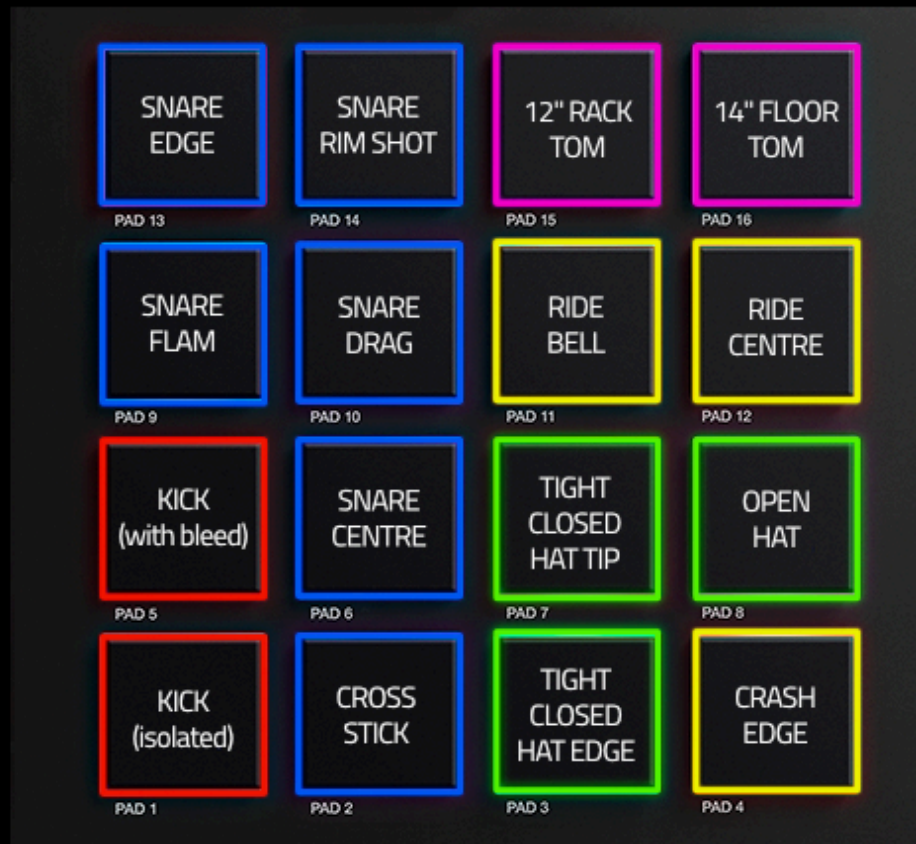 SNARE
EDGE
PAD 13
SNARE
RIM SHOT
PAD 14
12" RACK
TOM
PAD 15
14" FLOOR
TOM
PAD 16
SNARE
FLAM
PAD 9
SNARE
DRAG
PAD 10
RIDE
BELL
PAD 11
RIDE
CENTRE
PAD 12
KICK
(with bleed)
PAD 5
SNARE
CENTRE
PAD 6
TIGHT
CLOSED
HAT TIP
PAD 7
OPEN
HAT
PAD 8
KICK
(isolated)
PAD 1
CROSS
STICK
PAD 2
TIGHT
CLOSED
HAT EDGE
PAD 3
CRASH
EDGE
PAD 4